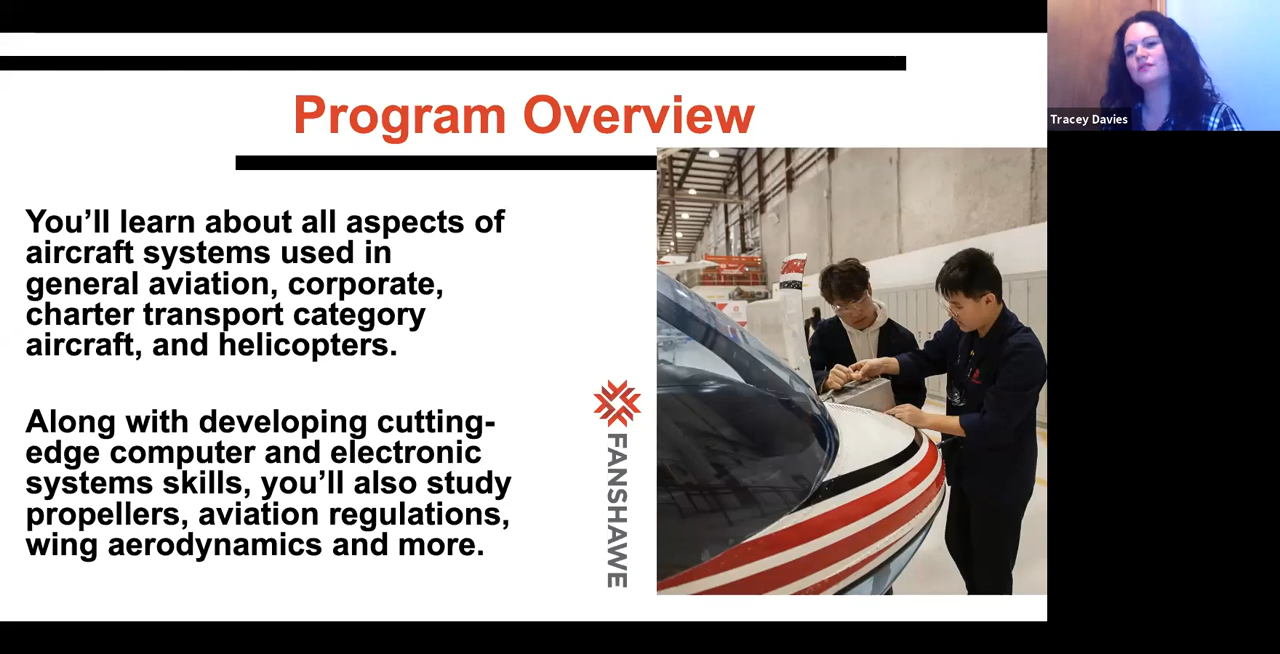 Program Overview
You’ll learn about all aspects of
aircraft systems used in
general aviation, corporate,
charter transport category
aircraft, and helicopters.
Along with developing cutting-
edge computer and electronic
systems skills, you’ll also study
propellers, aviation regulations,
wing aerodynamics and more.
FANSHAWE
Tracey Davies